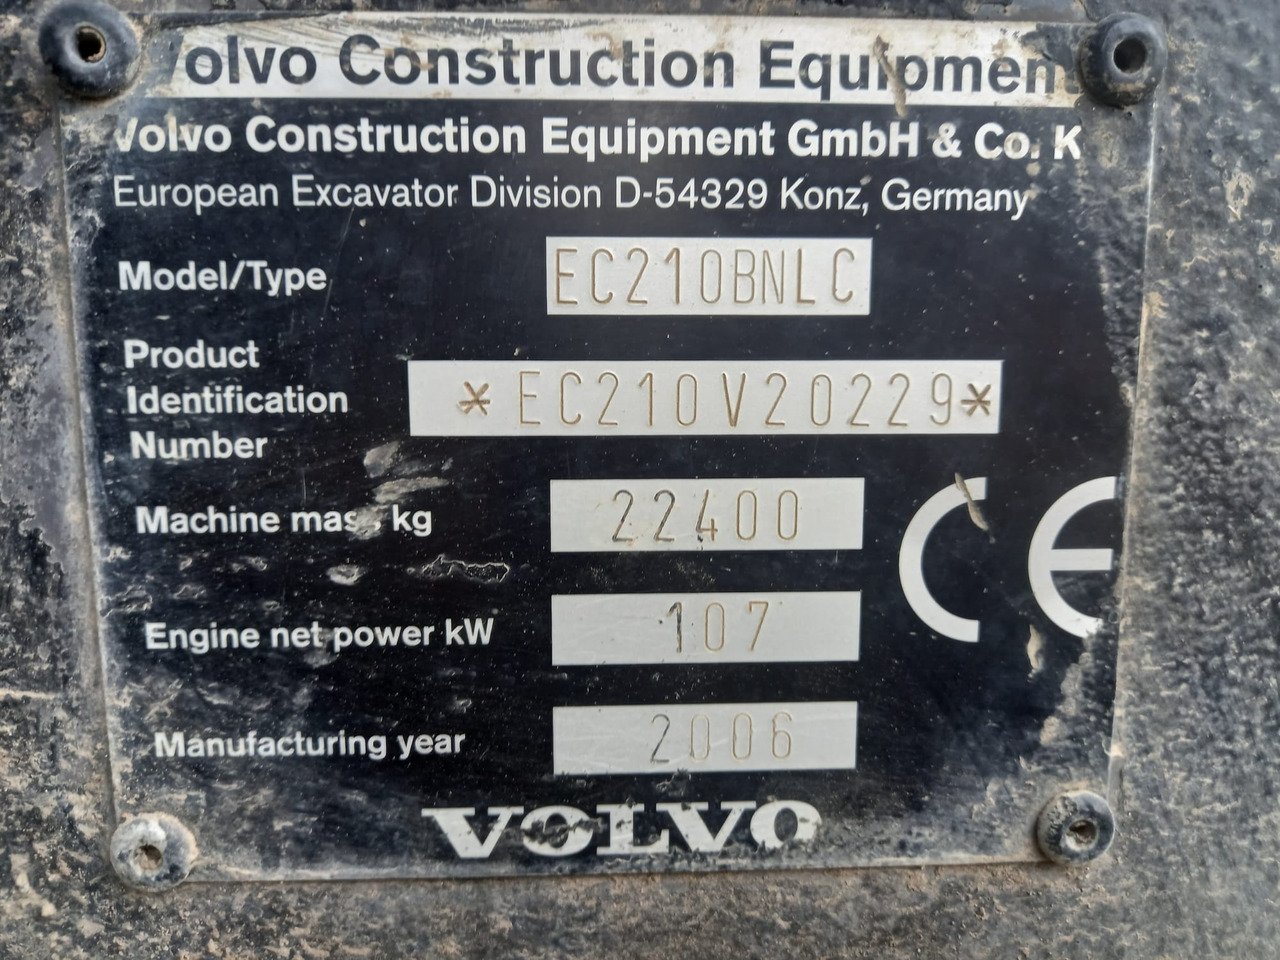 Volvo Construction Equipment
Volvo Construction Equipment GmbH & Co. K
European Excavator Division D-54329 Konz, Germany
Model/Type EC210BNLC
Product
Identification
Number
*EC210V20229*
Machine mass, kg 22400
Engine net power kW 107
Manufacturing year 2006
CE
VOLVO